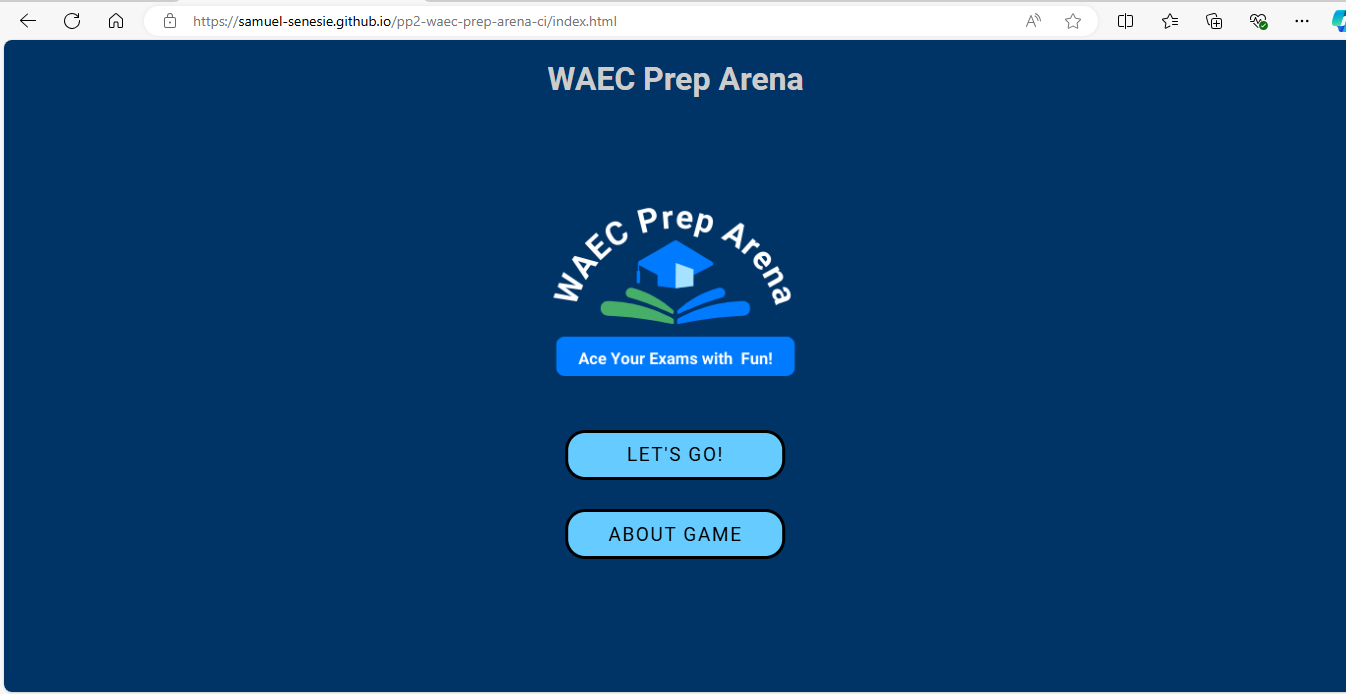 https://samuel-senesie.github.io/pp2-waec-prep-arena-ci/index.html
WAEC Prep Arena
WAEC Prep Arena
Ace Your Exams with Fun!
LET'S GO!
ABOUT GAME